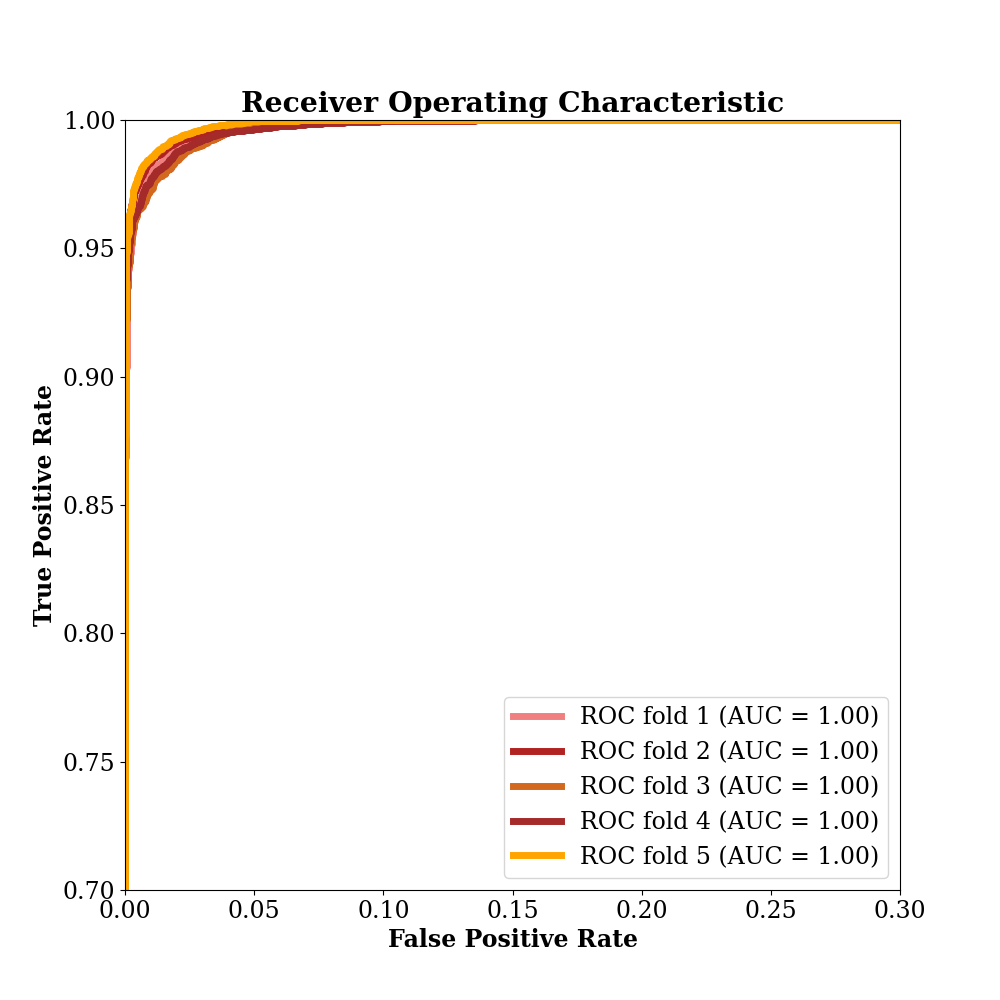 Receiver Operating Characteristic
1.00
0.95
0.90
0.85
0.80
0.75
0.70
True Positive Rate
ROC fold 1 (AUC = 1.00)
ROC fold 2 (AUC = 1.00)
ROC fold 3 (AUC = 1.00)
ROC fold 4 (AUC = 1.00)
ROC fold 5 (AUC = 1.00)
0.00 0.05 0.10 0.15 0.20 0.25 0.30
False Positive Rate